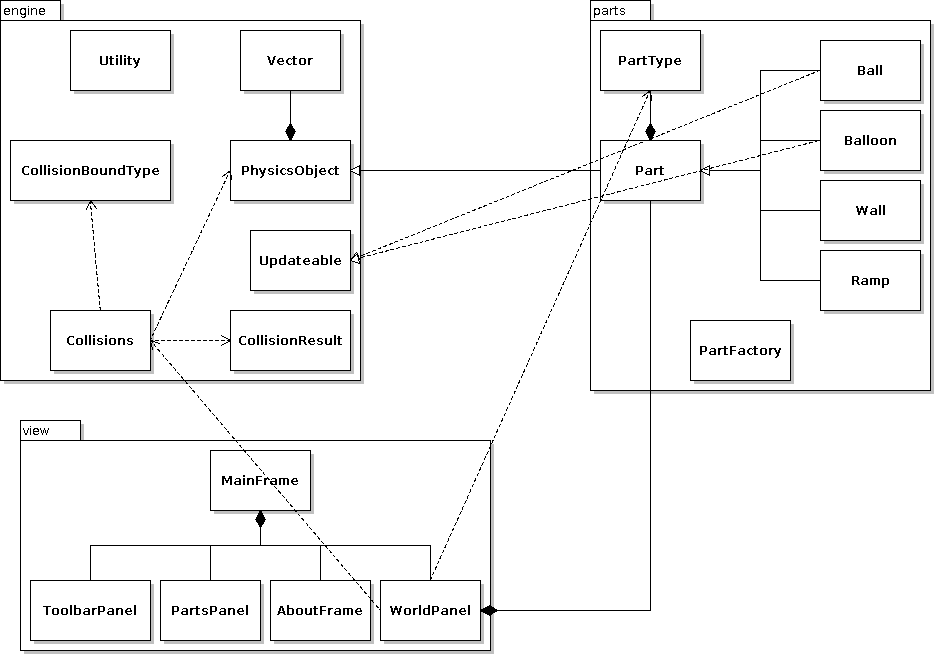 engine
Utility
Vector
CollisionBoundType
PhysicsObject
Updateable
Collisions
CollisionResult
parts
PartType
Ball
Balloon
Part
Wall
Ramp
PartFactory
view
MainFrame
ToolbarPanel
PartsPanel
AboutFrame
WorldPanel